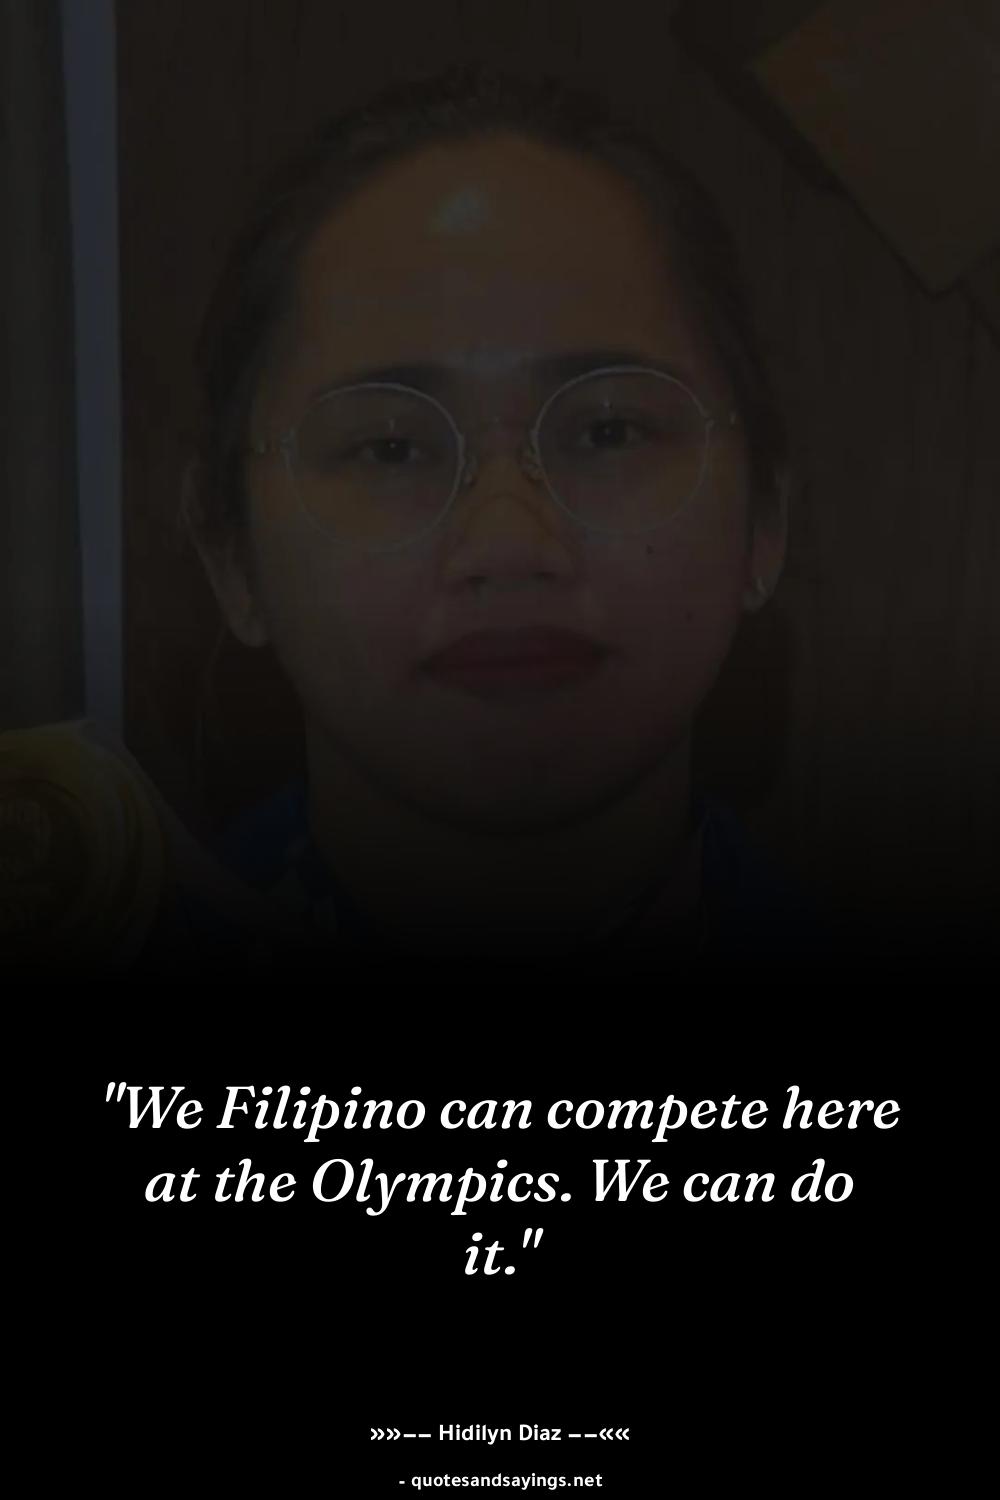 "We Filipino can compete here
at the Olympics. We can do
it."
»»–– Hidilyn Diaz ––««
- quotesandsayings.net